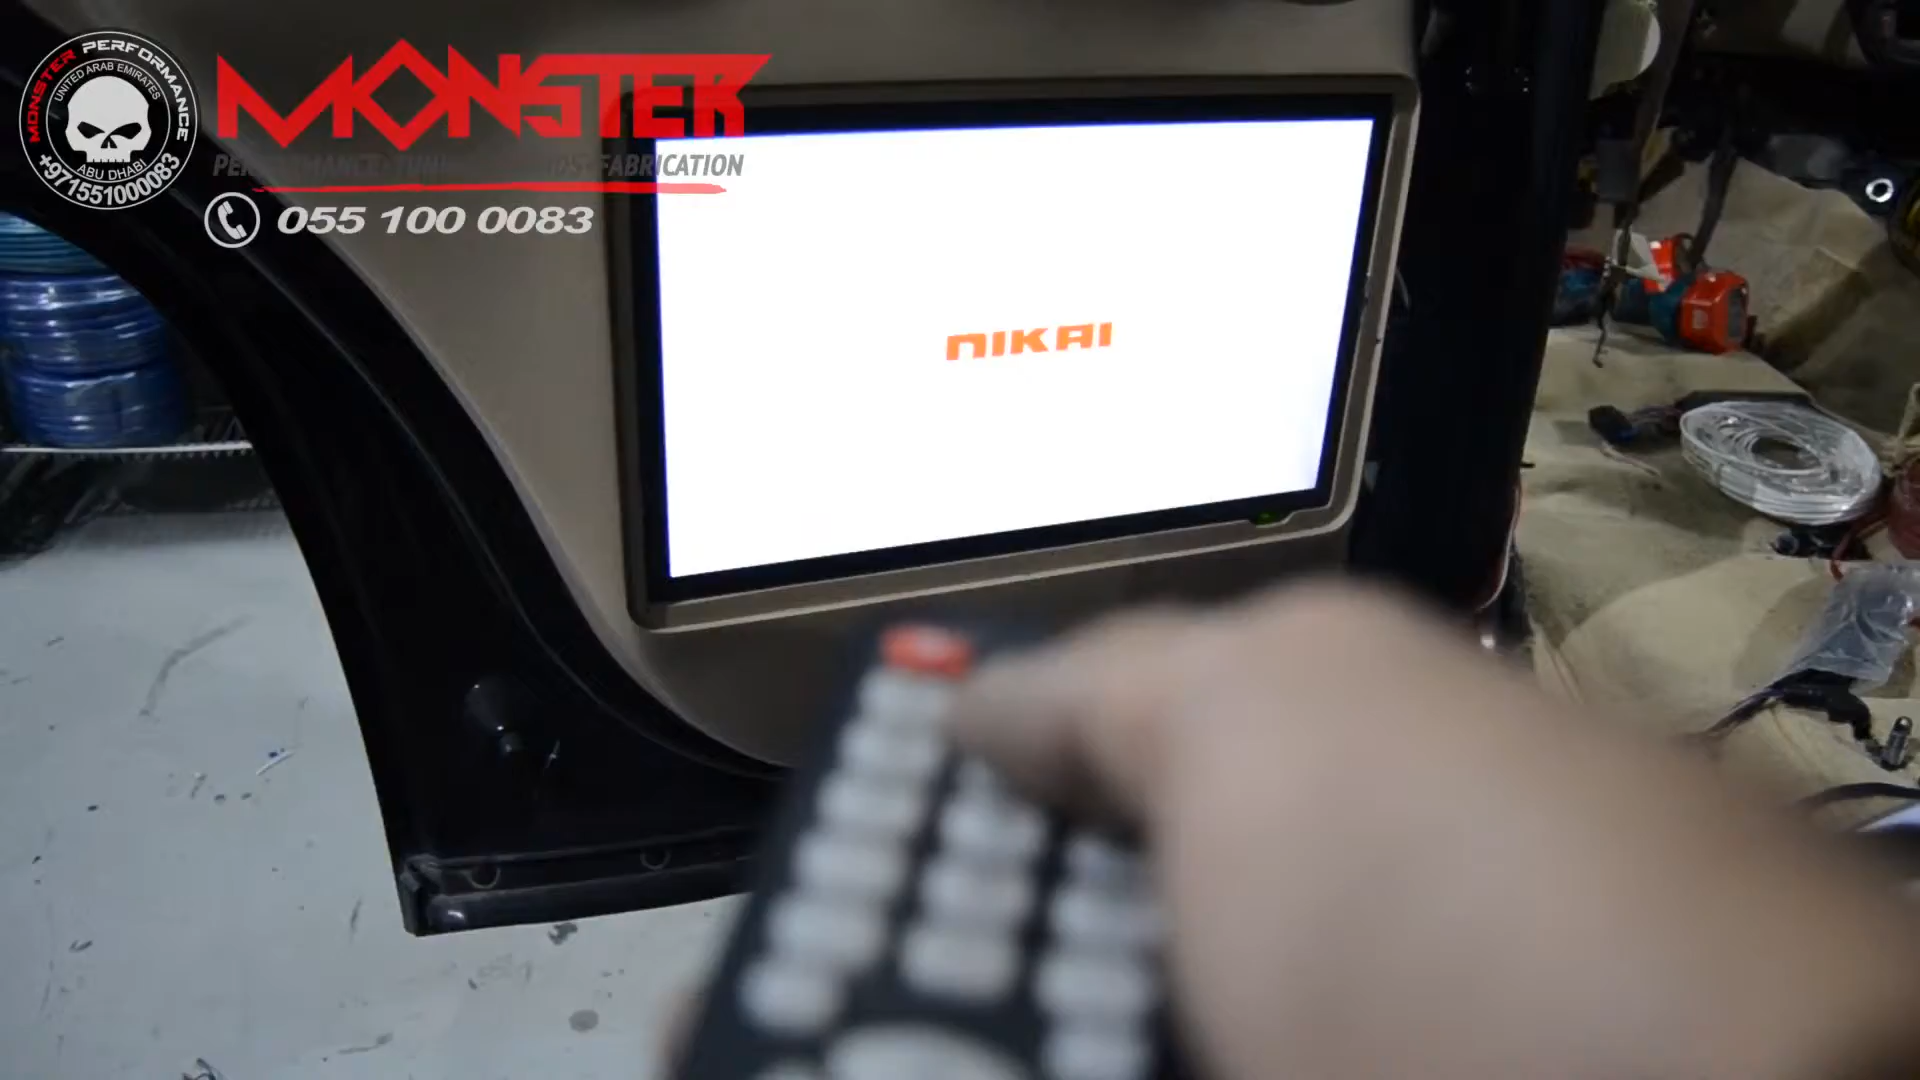 MONSTER PERFORMANCE
UNITED ARAB EMIRATES
ABU DHABI
+971551000083
MONSTER
FABRICATION
055 100 0083
NIKAI